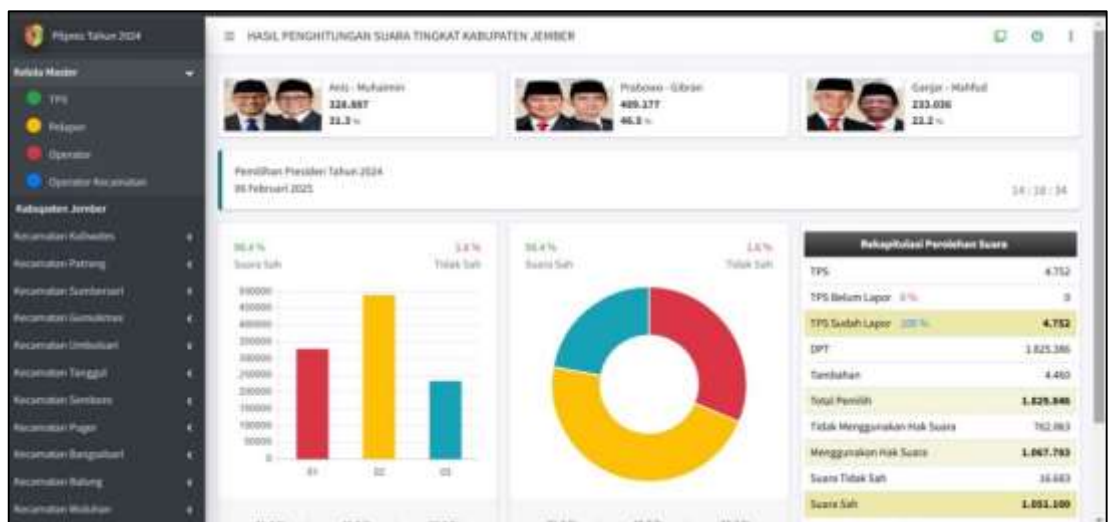 Pilpres Tahun 2024
HASIL PENGHITUNGAN SUARA TINGKAT KABUPATEN JEMBER
Kelola Master
TPS
Pelapor
Operator
Operator Kecamatan
Kabupaten Jember
Kecamatan Kaliwates
Kecamatan Patrang
Kecamatan Sumbersari
Kecamatan Gumukmas
Kecamatan Umbulsari
Kecamatan Tanggul
Kecamatan Semboro
Kecamatan Puger
Kecamatan Bangsalsari
Kecamatan Balung
Kecamatan Wuluhan
Anis - Muhaimin
31.3 %
Prabowo - Gibran
46.5 %
Ganjar - Mahfud
233.036
22.2 %
Pemilihan Presiden Tahun 2024
06 Februari 2025
98.4 %
1.6 %
Suara Sah
Tidak Sah
500000
450000
400000
350000
300000
250000
200000
150000
100000
50000
0
01
02
03
98.4 %
1.6 %
Suara Sah
Tidak Sah
Rekapitulasi Perolehan Suara
TPS 4.752
TPS Belum Lapor 0 % 0
TPS Sudah Lapor 100 % 4.752
DPT 1.825.386
Tambahan 4.460
Total Pemilih 1.829.846
Tidak Menggunakan Hak Suara 762.063
Menggunakan Hak Suara 1.067.783
Suara Tidak Sah 16.683
Suara Sah 1.051.100